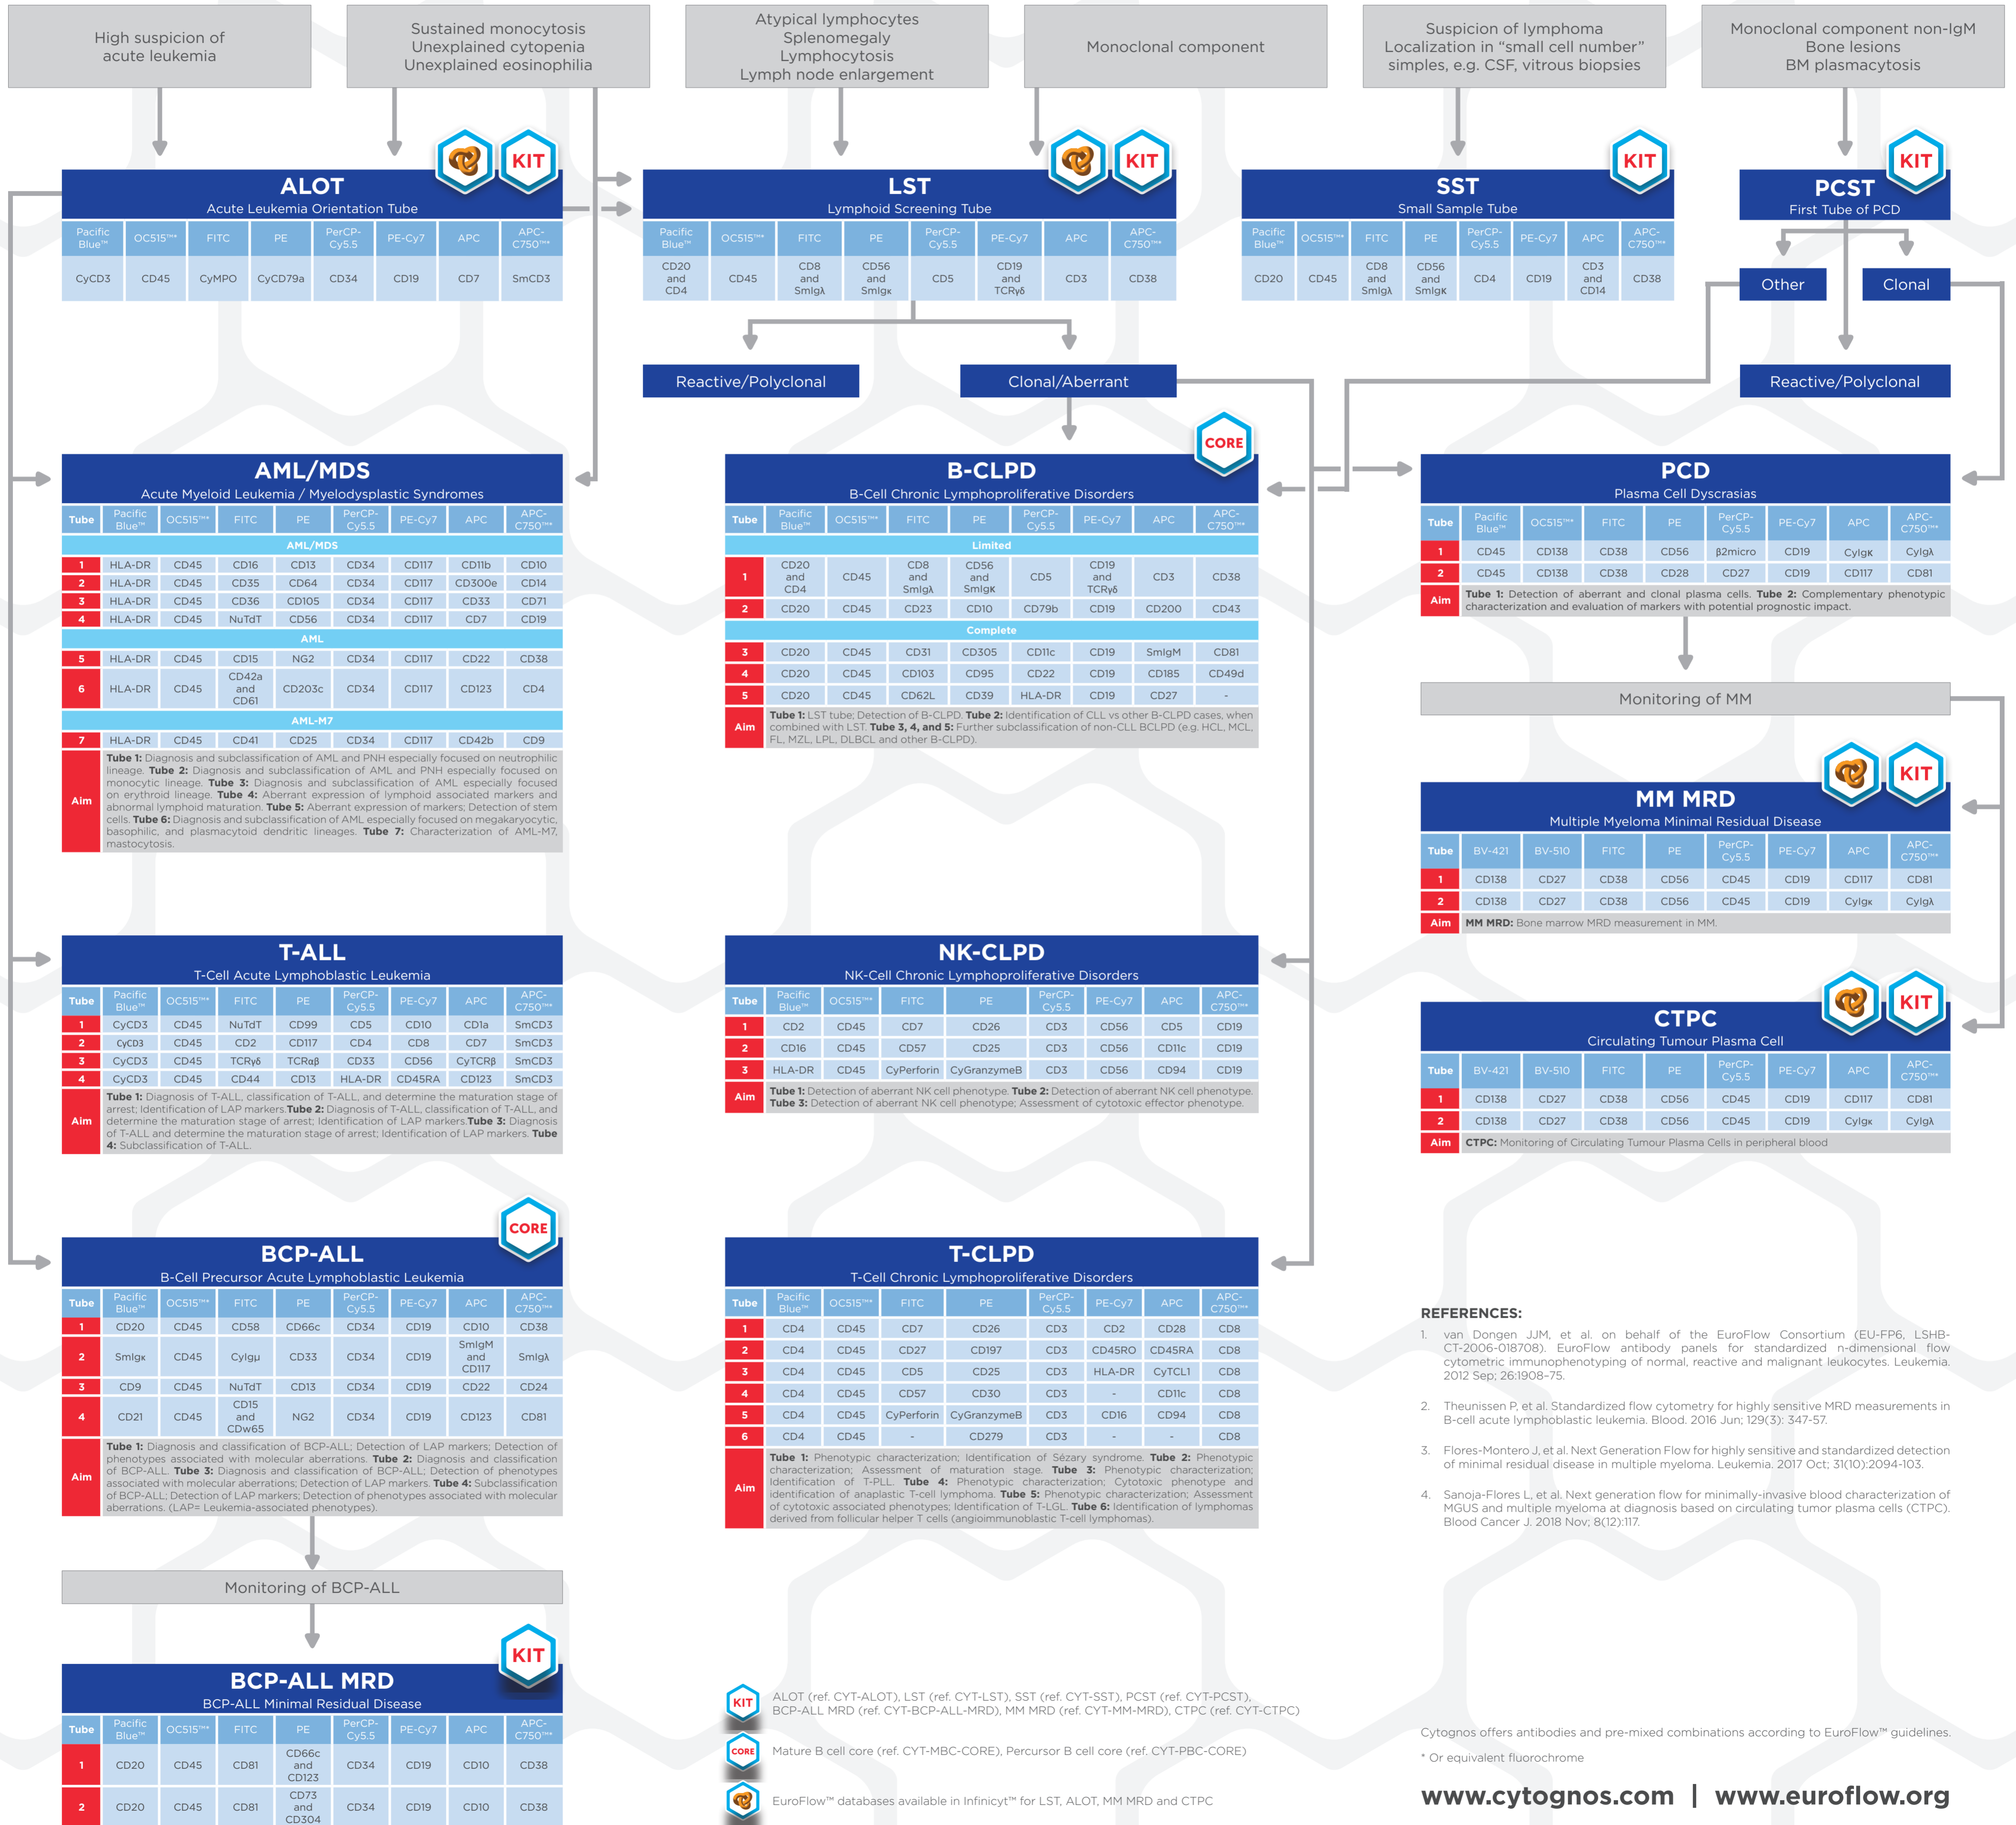 High suspicion of
acute leukemia
Sustained monocytosis
Unexplained cytopenia
Unexplained eosinophilia
Atypical lymphocytes
Splenomegaly
Lymphocytosis
Lymph node enlargement
Monoclonal component
Suspicion of lymphoma
Localization in “small cell number”
simples, e.g. CSF, vitrous biopsies
Monoclonal component non-IgM
Bone lesions
BM plasmacytosis
KIT
ALOT
Acute Leukemia Orientation Tube
Pacific Blue™ OC515™* FITC PE PerCP-Cy5.5 PE-Cy7 APC APC-C750™*
CyCD3 CD45 CyMPO CyCD79a CD34 CD19 CD7 SmCD3
KIT
LST
Lymphoid Screening Tube
Pacific Blue™ OC515™* FITC PE PerCP-Cy5.5 PE-Cy7 APC APC-C750™*
CD20 and CD4 CD45 CD8 and SmIgλ CD56 and SmIgκ CD5 CD19 and TCRγδ CD3 CD38
KIT
SST
Small Sample Tube
Pacific Blue™ OC515™* FITC PE PerCP-Cy5.5 PE-Cy7 APC APC-C750™*
CD20 CD45 CD8 and SmIgλ CD56 and SmIgK CD4 CD19 CD3 and CD14 CD38
KIT
PCST
First Tube of PCD
Other
Clonal
Reactive/Polyclonal
Clonal/Aberrant
Reactive/Polyclonal
AML/MDS
Acute Myeloid Leukemia / Myelodysplastic Syndromes
Tube Pacific Blue™ OC515™* FITC PE PerCP-Cy5.5 PE-Cy7 APC APC-C750™*
AML/MDS
1 HLA-DR CD45 CD16 CD13 CD34 CD117 CD11b CD10
2 HLA-DR CD45 CD35 CD64 CD34 CD117 CD300e CD14
3 HLA-DR CD45 CD36 CD105 CD34 CD117 CD33 CD71
4 HLA-DR CD45 NuTdT CD56 CD34 CD117 CD7 CD19
AML
5 HLA-DR CD45 CD15 NG2 CD34 CD117 CD22 CD38
6 HLA-DR CD45 CD42a and CD61 CD203c CD34 CD117 CD123 CD4
AML-M7
7 HLA-DR CD45 CD41 CD25 CD34 CD117 CD42b CD9
Aim
Tube 1: Diagnosis and subclassification of AML and PNH especially focused on neutrophilic
lineage. Tube 2: Diagnosis and subclassification of AML and PNH especially focused on
monocytic lineage. Tube 3: Diagnosis and subclassification of AML especially focused
on erythroid lineage. Tube 4: Aberrant expression of lymphoid associated markers and
abnormal lymphoid maturation. Tube 5: Aberrant expression of markers; Detection of stem
cells. Tube 6: Diagnosis and subclassification of AML especially focused on megakaryocytic,
basophilic, and plasmacytoid dendritic lineages. Tube 7: Characterization of AML-M7,
mastocytosis.
CORE
B-CLPD
B-Cell Chronic Lymphoproliferative Disorders
Tube Pacific Blue™ OC515™* FITC PE PerCP-Cy5.5 PE-Cy7 APC APC-C750™*
Limited
1 CD20 and CD4 CD45 CD8 and SmIgλ CD56 and SmIgK CD5 CD19 and TCRγδ CD3 CD38
2 CD20 CD45 CD23 CD10 CD79b CD19 CD200 CD43
Complete
3 CD20 CD45 CD31 CD305 CD11c CD19 SmIgM CD81
4 CD20 CD45 CD103 CD95 CD22 CD19 CD185 CD49d
5 CD20 CD45 CD62L CD39 HLA-DR CD19 CD27 -
Aim
Tube 1: LST tube; Detection of B-CLPD. Tube 2: Identification of CLL vs other B-CLPD cases, when
combined with LST. Tube 3, 4, and 5: Further subclassification of non-CLL BCLPD (e.g. HCL, MCL,
FL, MZL, LPL, DLBCL and other B-CLPD).
PCD
Plasma Cell Dyscrasias
Tube Pacific Blue™ OC515™* FITC PE PerCP-Cy5.5 PE-Cy7 APC APC-C750™*
1 CD45 CD138 CD38 CD56 β2micro CD19 CyIgK CyIgλ
2 CD45 CD138 CD38 CD28 CD27 CD19 CD117 CD81
Aim
Tube 1: Detection of aberrant and clonal plasma cells. Tube 2: Complementary phenotypic
characterization and evaluation of markers with potential prognostic impact.
Monitoring of MM
KIT
MM MRD
Multiple Myeloma Minimal Residual Disease
Tube BV-421 BV-510 FITC PE PerCP-Cy5.5 PE-Cy7 APC APC-C750™*
1 CD138 CD27 CD38 CD56 CD45 CD19 CD117 CD81
2 CD138 CD27 CD38 CD56 CD45 CD19 CyIgκ CyIgλ
Aim MM MRD: Bone marrow MRD measurement in MM.
T-ALL
T-Cell Acute Lymphoblastic Leukemia
Tube Pacific Blue™ OC515™* FITC PE PerCP-Cy5.5 PE-Cy7 APC APC-C750™*
1 CyCD3 CD45 NuTdT CD99 CD5 CD10 CD1a SmCD3
2 CyCD3 CD45 CD2 CD117 CD4 CD8 CD7 SmCD3
3 CyCD3 CD45 TCRγδ TCRαβ CD33 CD56 CyTCRβ SmCD3
4 CyCD3 CD45 CD44 CD13 HLA-DR CD45RA CD123 SmCD3
Aim
Tube 1: Diagnosis of T-ALL, classification of T-ALL, and determine the maturation stage of
arrest; Identification of LAP markers.Tube 2: Diagnosis of T-ALL, classification of T-ALL, and
determine the maturation stage of arrest; Identification of LAP markers.Tube 3: Diagnosis
of T-ALL and determine the maturation stage of arrest; Identification of LAP markers. Tube
4: Subclassification of T-ALL.
NK-CLPD
NK-Cell Chronic Lymphoproliferative Disorders
Tube Pacific Blue™ OC515™* FITC PE PerCP-Cy5.5 PE-Cy7 APC APC-C750™*
1 CD2 CD45 CD7 CD26 CD3 CD56 CD5 CD19
2 CD16 CD45 CD57 CD25 CD3 CD56 CD11c CD19
3 HLA-DR CD45 CyPerforin CyGranzymeB CD3 CD56 CD94 CD19
Aim
Tube 1: Detection of aberrant NK cell phenotype. Tube 2: Detection of aberrant NK cell phenotype.
Tube 3: Detection of aberrant NK cell phenotype; Assessment of cytotoxic effector phenotype.
KIT
CTPC
Circulating Tumour Plasma Cell
Tube BV-421 BV-510 FITC PE PerCP-Cy5.5 PE-Cy7 APC APC-C750™*
1 CD138 CD27 CD38 CD56 CD45 CD19 CD117 CD81
2 CD138 CD27 CD38 CD56 CD45 CD19 CyIgκ CyIgλ
Aim CTPC: Monitoring of Circulating Tumour Plasma Cells in peripheral blood
CORE
BCP-ALL
B-Cell Precursor Acute Lymphoblastic Leukemia
Tube Pacific Blue™ OC515™* FITC PE PerCP-Cy5.5 PE-Cy7 APC APC-C750™*
1 CD20 CD45 CD58 CD66c CD34 CD19 CD10 CD38
2 SmIgκ CD45 CyIgμ CD33 CD34 CD19 SmIgM and CD117 SmIgλ
3 CD9 CD45 NuTdT CD13 CD34 CD19 CD22 CD24
4 CD21 CD45 CD15 and CDw65 NG2 CD34 CD19 CD123 CD81
Aim
Tube 1: Diagnosis and classification of BCP-ALL; Detection of LAP markers; Detection of
phenotypes associated with molecular aberrations. Tube 2: Diagnosis and classification
of BCP-ALL. Tube 3: Diagnosis and classification of BCP-ALL; Detection of phenotypes
associated with molecular aberrations; Detection of LAP markers. Tube 4: Subclassification
of BCP-ALL; Detection of LAP markers; Detection of phenotypes associated with molecular
aberrations. (LAP= Leukemia-associated phenotypes).
T-CLPD
T-Cell Chronic Lymphoproliferative Disorders
Tube Pacific Blue™ OC515™* FITC PE PerCP-Cy5.5 PE-Cy7 APC APC-C750™*
1 CD4 CD45 CD7 CD26 CD3 CD2 CD28 CD8
2 CD4 CD45 CD27 CD197 CD3 CD45RO CD45RA CD8
3 CD4 CD45 CD5 CD25 CD3 HLA-DR CyTCL1 CD8
4 CD4 CD45 CD57 CD30 CD3 - CD11c CD8
5 CD4 CD45 CyPerforin CyGranzymeB CD3 CD16 CD94 CD8
6 CD4 CD45 - CD279 CD3 - - CD8
Aim
Tube 1: Phenotypic characterization; Identification of Sézary syndrome. Tube 2: Phenotypic
characterization; Assessment of maturation stage. Tube 3: Phenotypic characterization;
Identification of T-PLL. Tube 4: Phenotypic characterization; Cytotoxic phenotype and
identification of anaplastic T-cell lymphoma. Tube 5: Phenotypic characterization; Assessment
of cytotoxic associated phenotypes; Identification of T-LGL. Tube 6: Identification of lymphomas
derived from follicular helper T cells (angioimmunoblastic T-cell lymphomas).
REFERENCES:
1. van Dongen JJM, et al. on behalf of the EuroFlow Consortium (EU-FP6, LSHB-
CT-2006-018708). EuroFlow antibody panels for standardized n-dimensional flow
cytometric immunophenotyping of normal, reactive and malignant leukocytes. Leukemia.
2012 Sep; 26:1908–75.
2. Theunissen P, et al. Standardized flow cytometry for highly sensitive MRD measurements in
B-cell acute lymphoblastic leukemia. Blood. 2016 Jun; 129(3): 347-57.
3. Flores-Montero J, et al. Next Generation Flow for highly sensitive and standardized detection
of minimal residual disease in multiple myeloma. Leukemia. 2017 Oct; 31(10):2094-103.
4. Sanoja-Flores L, et al. Next generation flow for minimally-invasive blood characterization of
MGUS and multiple myeloma at diagnosis based on circulating tumor plasma cells (CTPC).
Blood Cancer J. 2018 Nov; 8(12):117.
Monitoring of BCP-ALL
KIT
BCP-ALL MRD
BCP-ALL Minimal Residual Disease
Tube Pacific Blue™ OC515™* FITC PE PerCP-Cy5.5 PE-Cy7 APC APC-C750™*
1 CD20 CD45 CD81 CD66c and CD123 CD34 CD19 CD10 CD38
2 CD20 CD45 CD81 CD73 and CD304 CD34 CD19 CD10 CD38
KIT
ALOT (ref. CYT-ALOT), LST (ref. CYT-LST), SST (ref. CYT-SST), PCST (ref. CYT-PCST),
BCP-ALL MRD (ref. CYT-BCP-ALL-MRD), MM MRD (ref. CYT-MM-MRD), CTPC (ref. CYT-CTPC)
CORE
Mature B cell core (ref. CYT-MBC-CORE), Percursor B cell core (ref. CYT-PBC-CORE)
EuroFlow™ databases available in Infinicyt™ for LST, ALOT, MM MRD and CTPC
Cytognos offers antibodies and pre-mixed combinations according to EuroFlow™ guidelines.
* Or equivalent fluorochrome
www.cytognos.com | www.euroflow.org